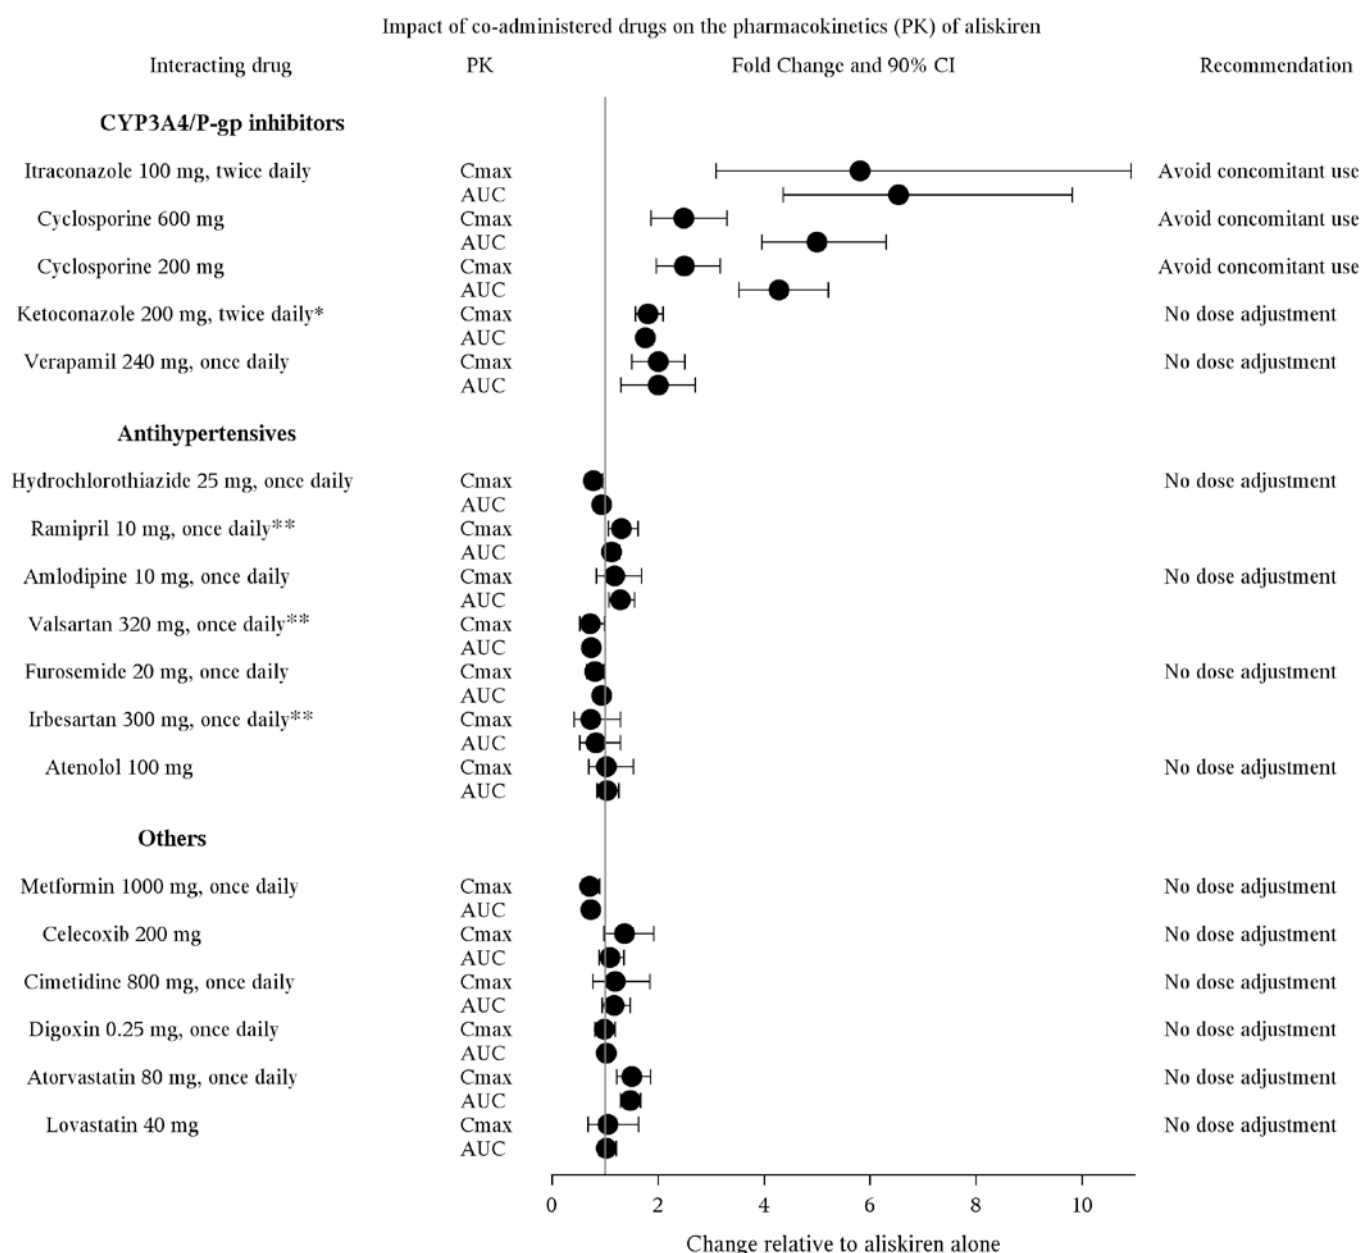 Impact of co-administered drugs on the pharmacokinetics (PK) of aliskiren
Interacting drug PK Fold Change and 90% CI Recommendation
CYP3A4/P-gp inhibitors
Itraconazole 100 mg, twice daily Cmax Avoid concomitant use
AUC
Cyclosporine 600 mg Cmax Avoid concomitant use
AUC
Cyclosporine 200 mg Cmax Avoid concomitant use
AUC
Ketoconazole 200 mg, twice daily* Cmax No dose adjustment
AUC
Verapamil 240 mg, once daily Cmax No dose adjustment
AUC
Antihypertensives
Hydrochlorothiazide 25 mg, once daily Cmax No dose adjustment
AUC
Ramipril 10 mg, once daily** Cmax
AUC
Amlodipine 10 mg, once daily Cmax No dose adjustment
AUC
Valsartan 320 mg, once daily** Cmax
AUC
Furosemide 20 mg, once daily Cmax No dose adjustment
AUC
Irbesartan 300 mg, once daily** Cmax
AUC
Atenolol 100 mg Cmax No dose adjustment
AUC
Others
Metformin 1000 mg, once daily Cmax No dose adjustment
AUC
Celecoxib 200 mg Cmax No dose adjustment
AUC
Cimetidine 800 mg, once daily Cmax No dose adjustment
AUC
Digoxin 0.25 mg, once daily Cmax No dose adjustment
AUC
Atorvastatin 80 mg, once daily Cmax No dose adjustment
AUC
Lovastatin 40 mg Cmax No dose adjustment
AUC
0 2 4 6 8 10
Change relative to aliskiren alone